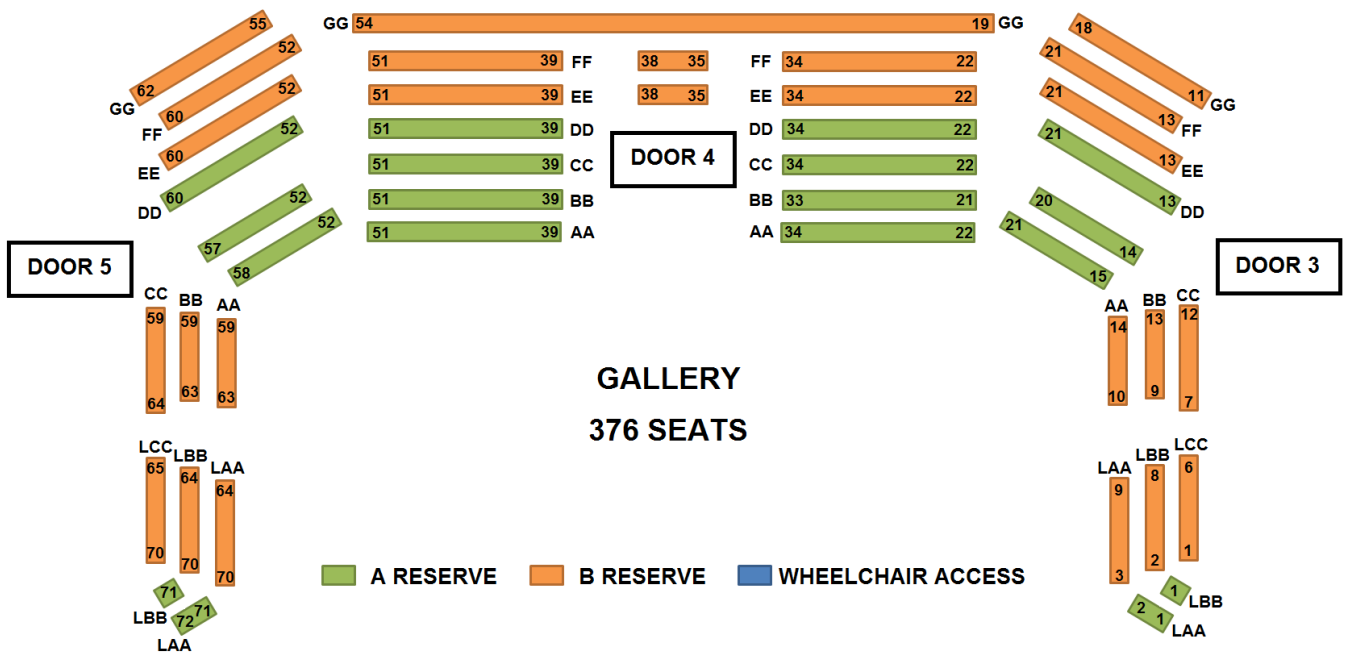 55 GG 54 19 GG 18
62 52 52 11
GG 60 FF 52 60 EE
51 39 FF 38 35 FF 34 22 21 13 FF GG
51 39 EE 38 35 EE 34 22 21 13 EE
52 51 39 DD DD 34 22 21
60 DD DOOR 4 13 DD
51 39 CC CC 34 22
52 51 39 BB BB 33 21 20
57 52 51 39 AA AA 34 22 21 14
58 15
DOOR 5 DOOR 3
CC BB AA AA BB CC
59 59 59 14 13 12
64 63 63 10 9 7
GALLERY
376 SEATS
LCC LBB LAA LAA LBB LCC
65 64 64 9 8 6
70 70 70 3 2 1
A RESERVE B RESERVE WHEELCHAIR ACCESS
71 1
LBB 72 71 2 1 LBB
LAA LAA